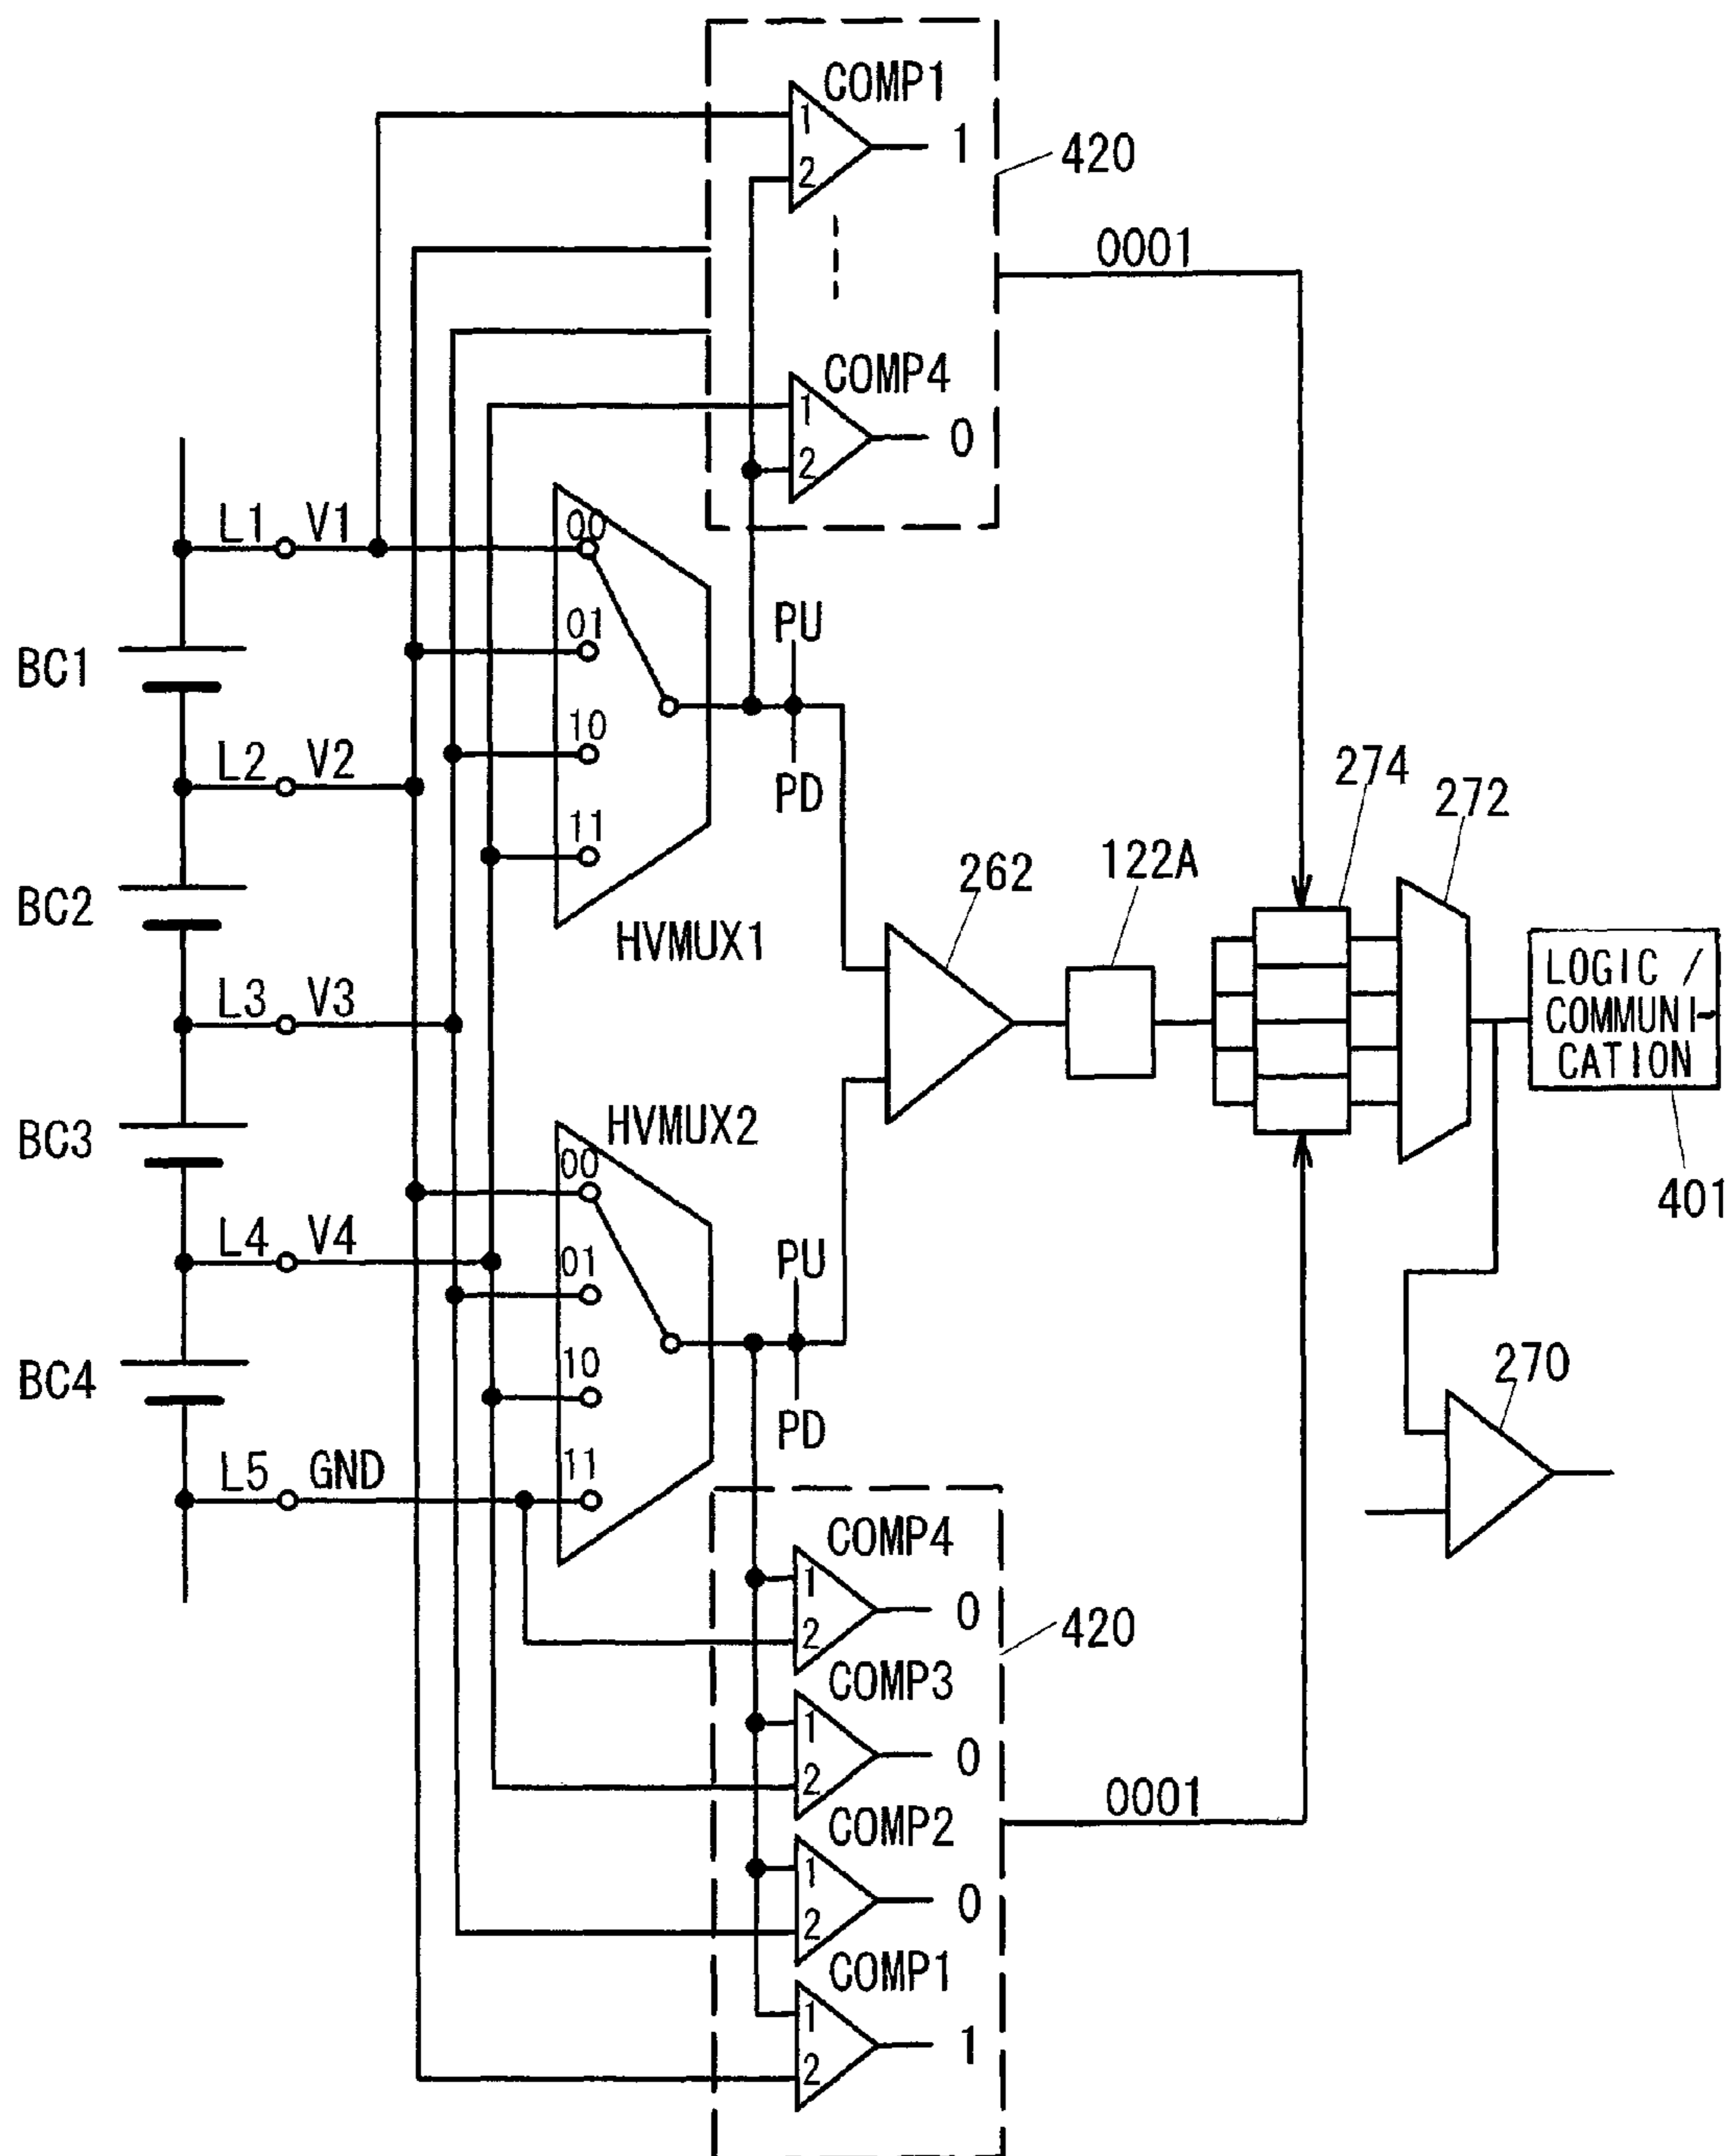 COMP1
1
1
2
420
0001
COMP4
1
0
2
L1 V1
00
01
PU
BC1
10
PD
L2 V2
274
272
11
122A
262
BC2
HVMUX1
LOGIC /
COMMUNI-
CATION
L3 V3
HVMUX2
BC3
00
401
L4 V4
PU
01
10
270
BC4
PD
11
L5 GND
COMP4
1
0
2
420
COMP3
1
0
2
0001
COMP2
1
0
2
COMP1
1
1
2